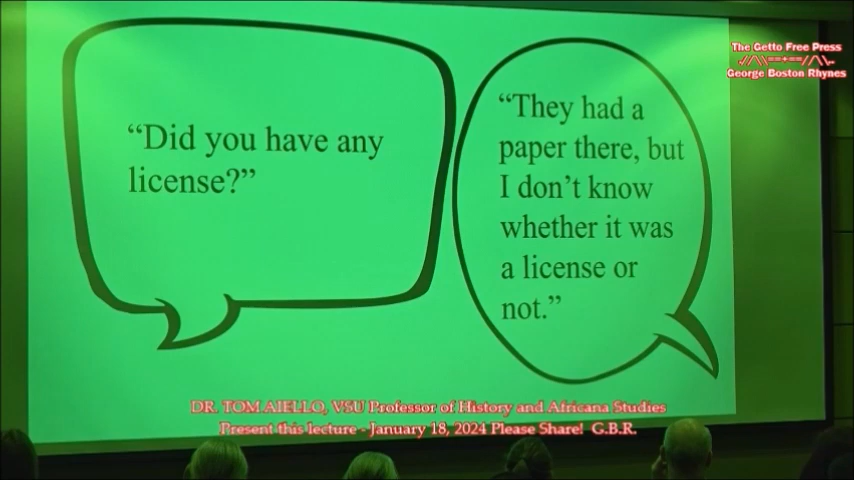 The Getto Free Press
George Boston Rhynes
“Did you have any
license?”
“They had a
paper there, but
I don’t know
whether it was
a license or
not.”
DR. TOM AIELLO, VSU Professor of History and Africana Studies
Present this lecture - January 18, 2024 Please Share!  G.B.R.